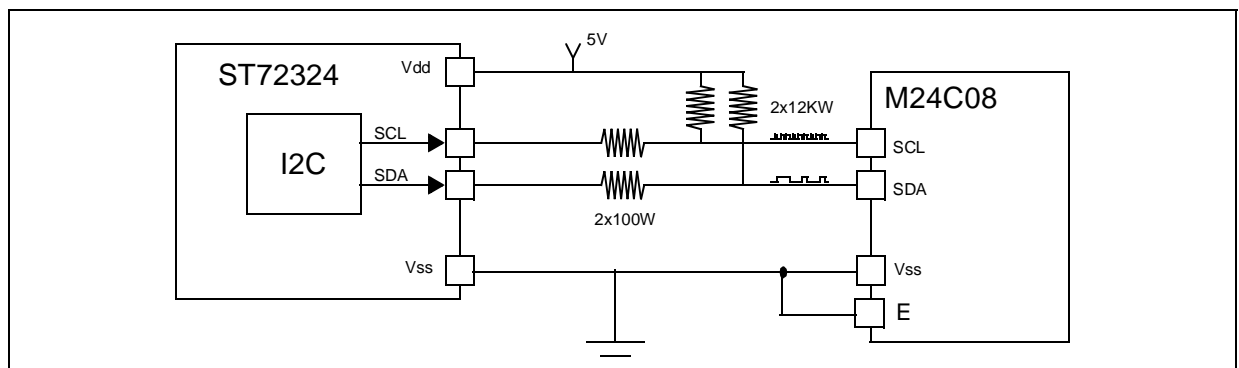 5V
ST72324
Vdd
M24C08
2x12KW
SCL
I2C
SCL
SDA
SDA
2x100W
Vss
Vss
E